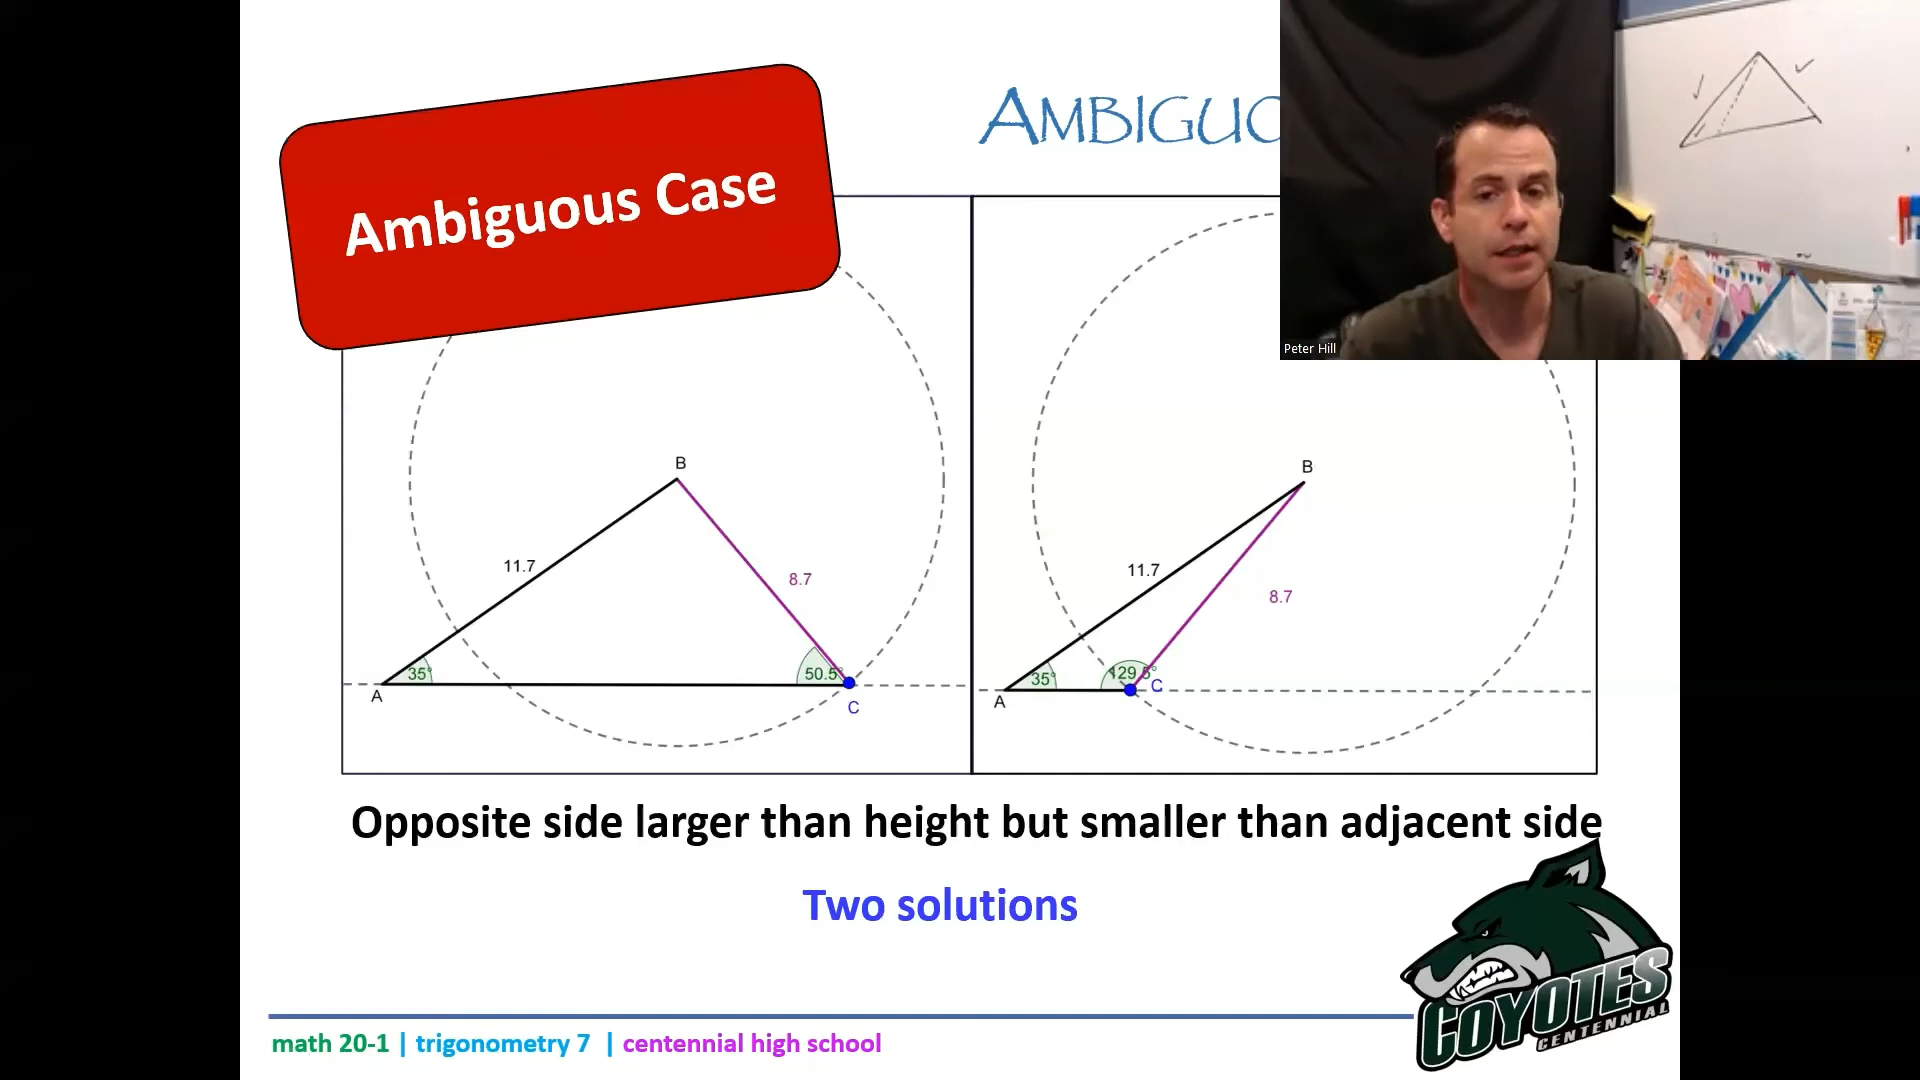 AMBIGUO
Ambiguous Case
Peter Hill
B
11.7
8.7
35°
50.5°
A
C
B
11.7
8.7
35°
129.5°
A
C
Opposite side larger than height but smaller than adjacent side
Two solutions
COYOTES
CENTENNIAL
math 20-1 | trigonometry 7 | centennial high school